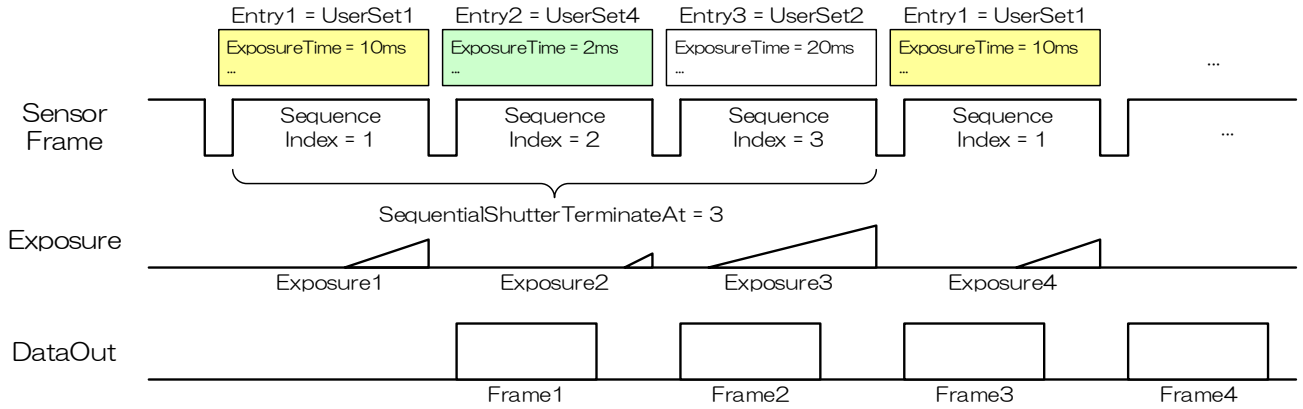 Entry1 = UserSet1
Entry2 = UserSet4
Entry3 = UserSet2
Entry1 = UserSet1
ExposureTime = 10ms
...
ExposureTime = 2ms
...
ExposureTime = 20ms
...
ExposureTime = 10ms
...
...
Sensor
Frame
Sequence
Index = 1
Sequence
Index = 2
Sequence
Index = 3
Sequence
Index = 1
...
SequentialShutterTerminateAt = 3
Exposure
Exposure1
Exposure2
Exposure3
Exposure4
DataOut
Frame1
Frame2
Frame3
Frame4